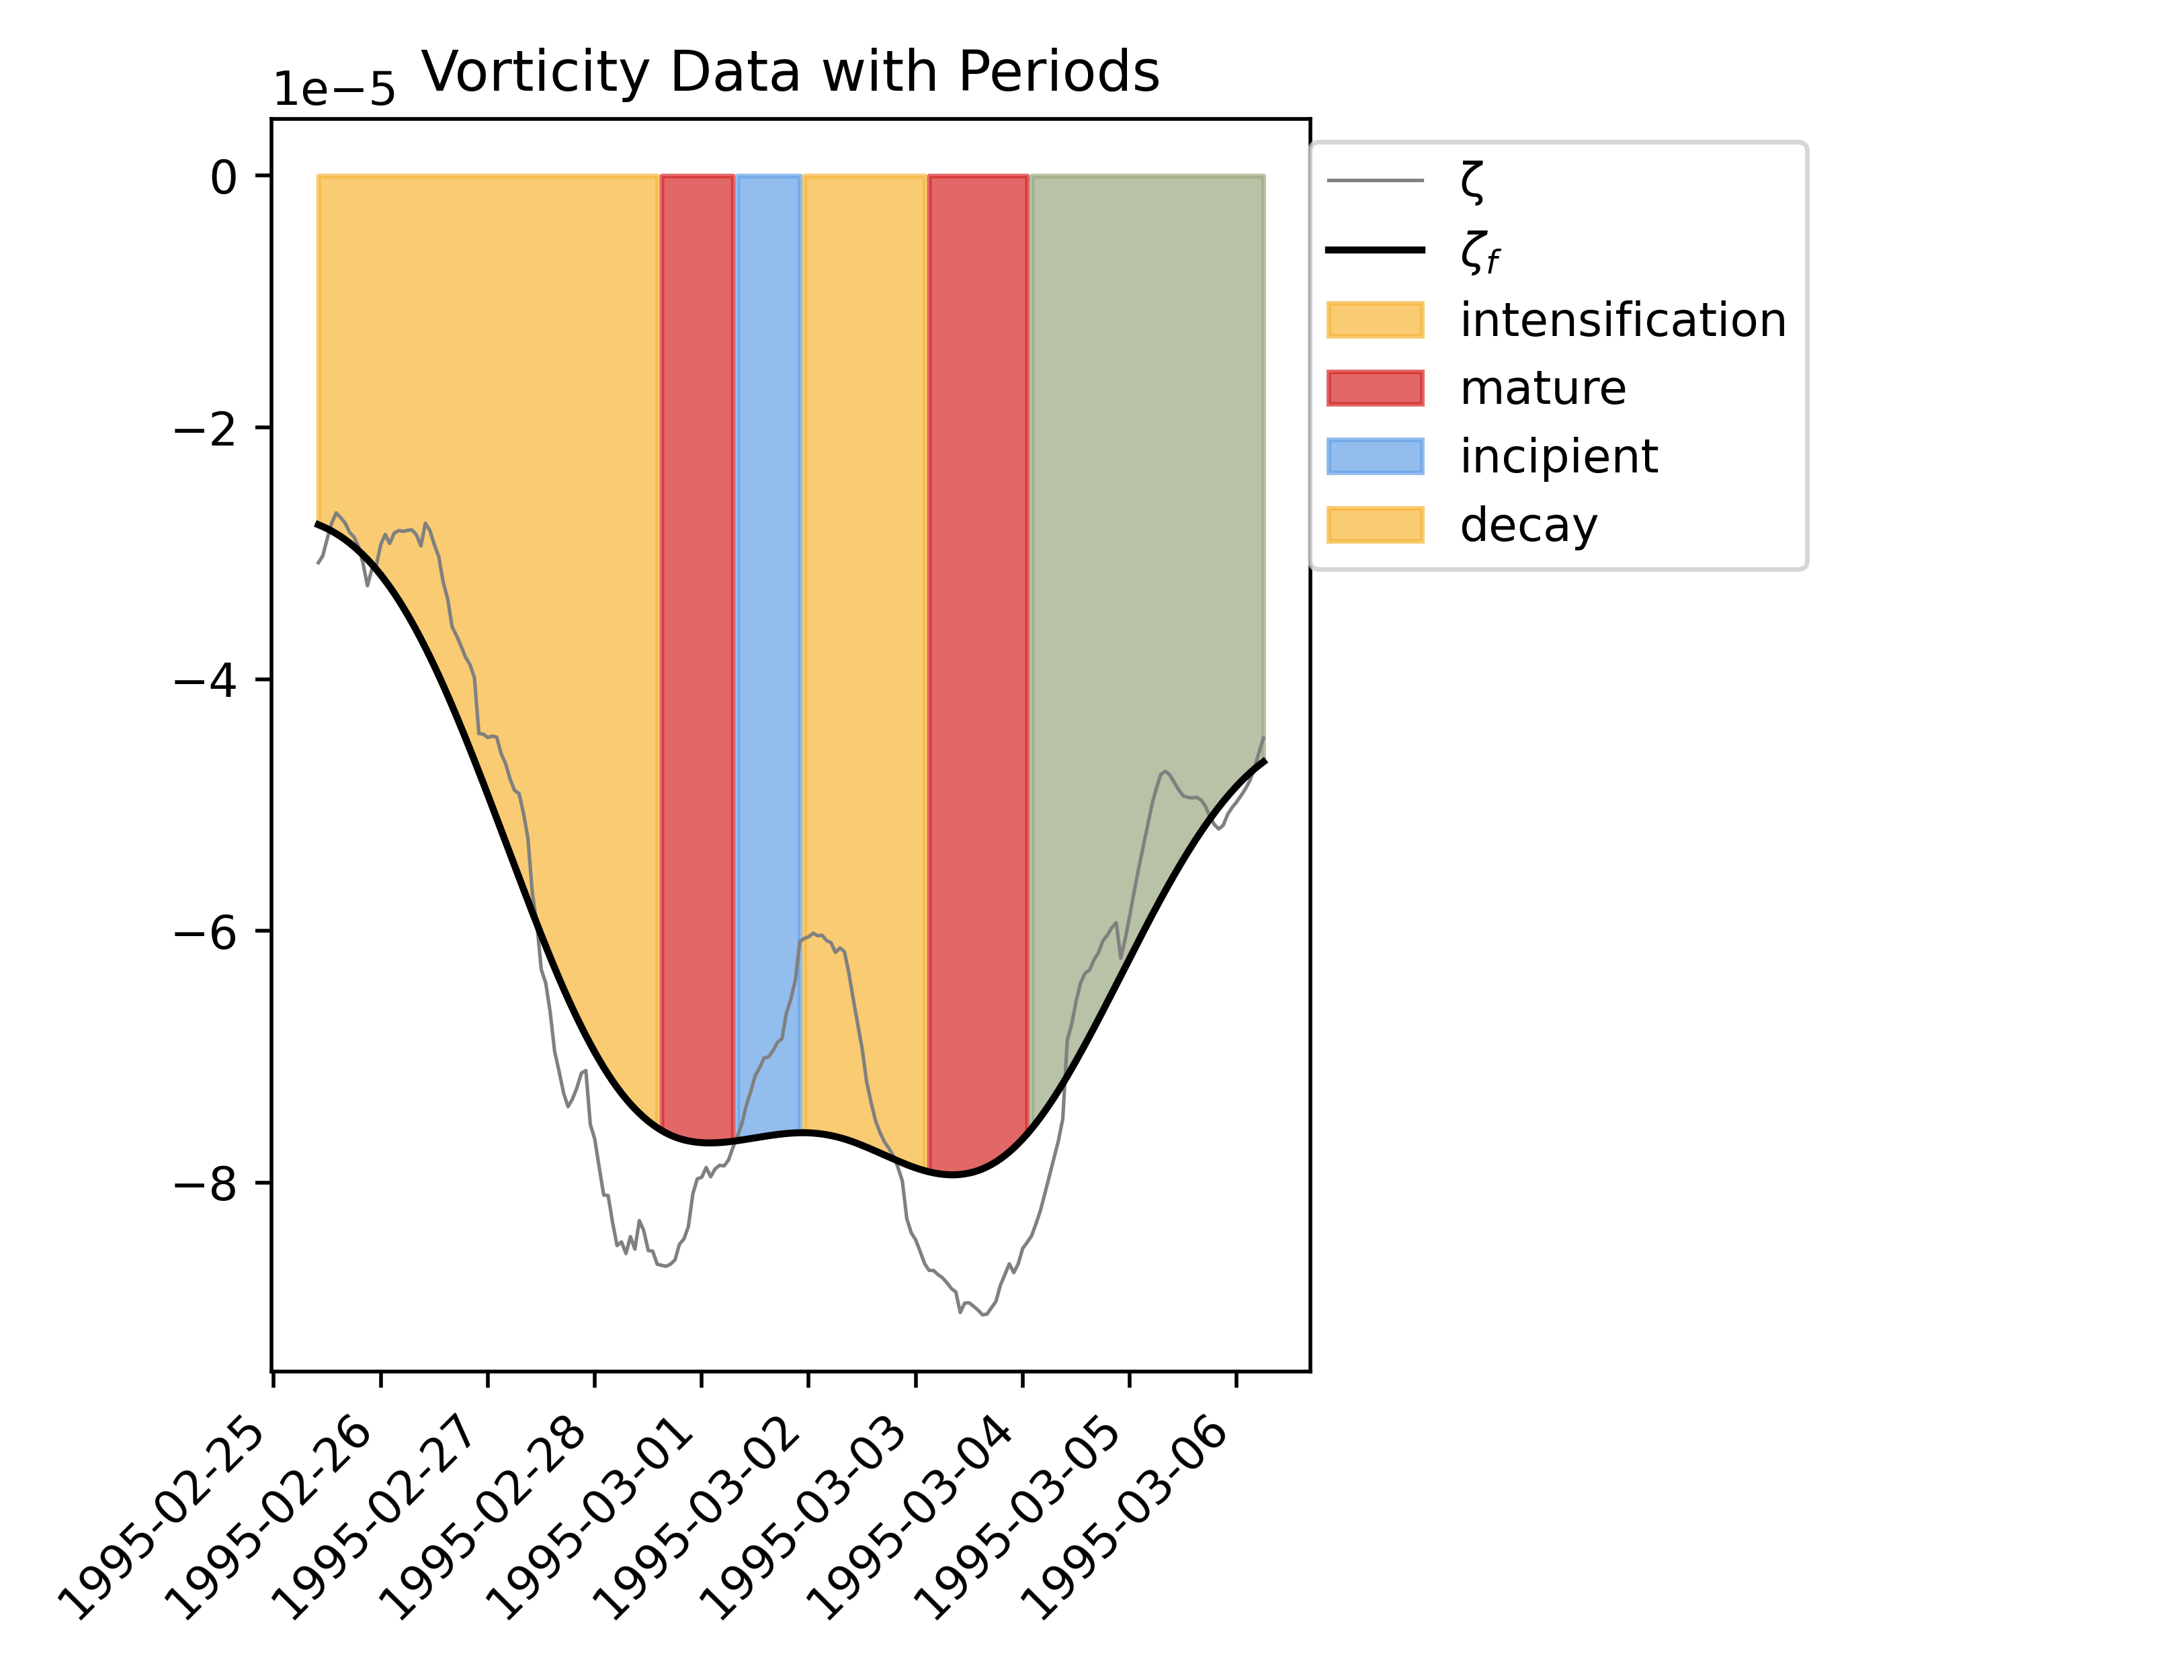 Vorticity Data with Periods
1e−5
0
−2
−4
−6
−8
1995-02-25
1995-02-26
1995-02-27
1995-02-28
1995-03-01
1995-03-02
1995-03-03
1995-03-04
1995-03-05
1995-03-06
ζ
ζf
intensification
mature
incipient
decay